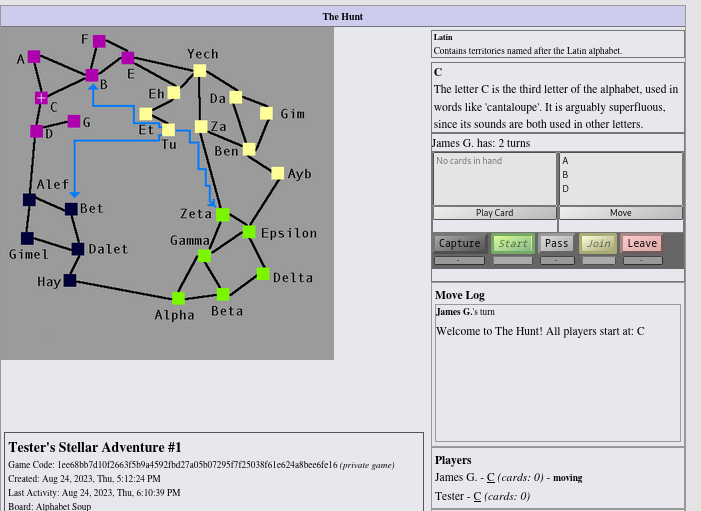 The Hunt
F
A
E
B
C
D
G
Yech
Eh
Da
Gim
Et
Za
Tu
Ben
Ayb
Alef
Bet
Zeta
Gimel
Dalet
Gamma
Epsilon
Hay
Delta
Alpha
Beta
Latin
Contains territories named after the Latin alphabet.
C
The letter C is the third letter of the alphabet, used in
words like 'cantaloupe'. It is arguably superfluous,
since its sounds are both used in other letters.
James G. has: 2 turns
No cards in hand
A
B
D
Play Card
Move
Capture
Start
Pass
Join
Leave
-
-
-
Move Log
James G.'s turn
Welcome to The Hunt! All players start at: C
Players
James G. - C (cards: 0) - moving
Tester - C (cards: 0)
Tester's Stellar Adventure #1
Game Code: 1ee68bb7d10f2663f5b9a4592fbd27a05b07295f7f25038f61e624a8bee6fe16 (private game)
Created: Aug 24, 2023, Thu, 5:12:24 PM
Last Activity: Aug 24, 2023, Thu, 6:10:39 PM
Board: Alphabet Soup